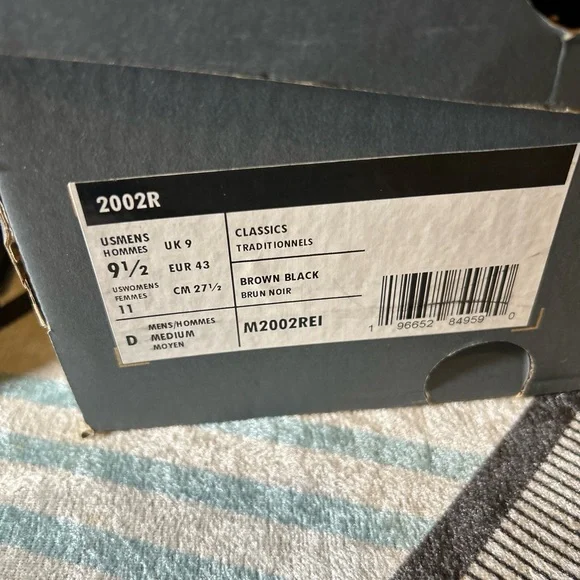 2002R
USMENS
HOMMES
9½
UK 9
EUR 43
CM 27½
USWOMENS
FEMMES
11
D
MENS/HOMMES
MEDIUM
MOYEN
CLASSICS
TRADITIONNELS
BROWN BLACK
BRUN NOIR
M2002REI
1 96652 84959 0